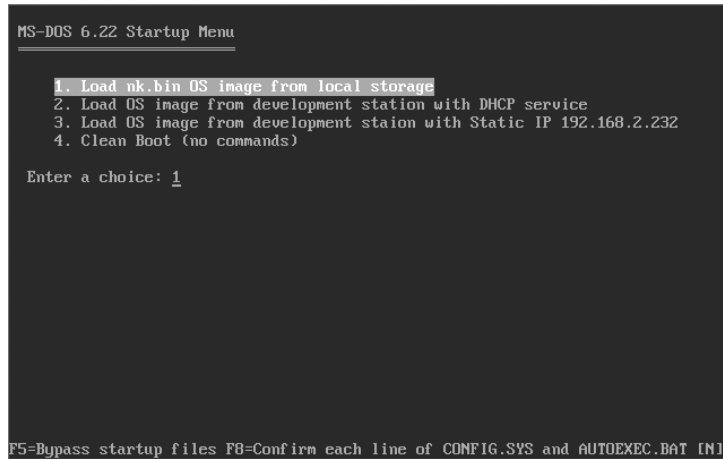 MS-DOS 6.22 Startup Menu
1. Load nk.bin OS image from local storage
2. Load OS image from development station with DHCP service
3. Load OS image from development staion with Static IP 192.168.2.232
4. Clean Boot (no commands)
Enter a choice: 1
F5=Bypass startup files F8=Confirm each line of CONFIG.SYS and AUTOEXEC.BAT [N]